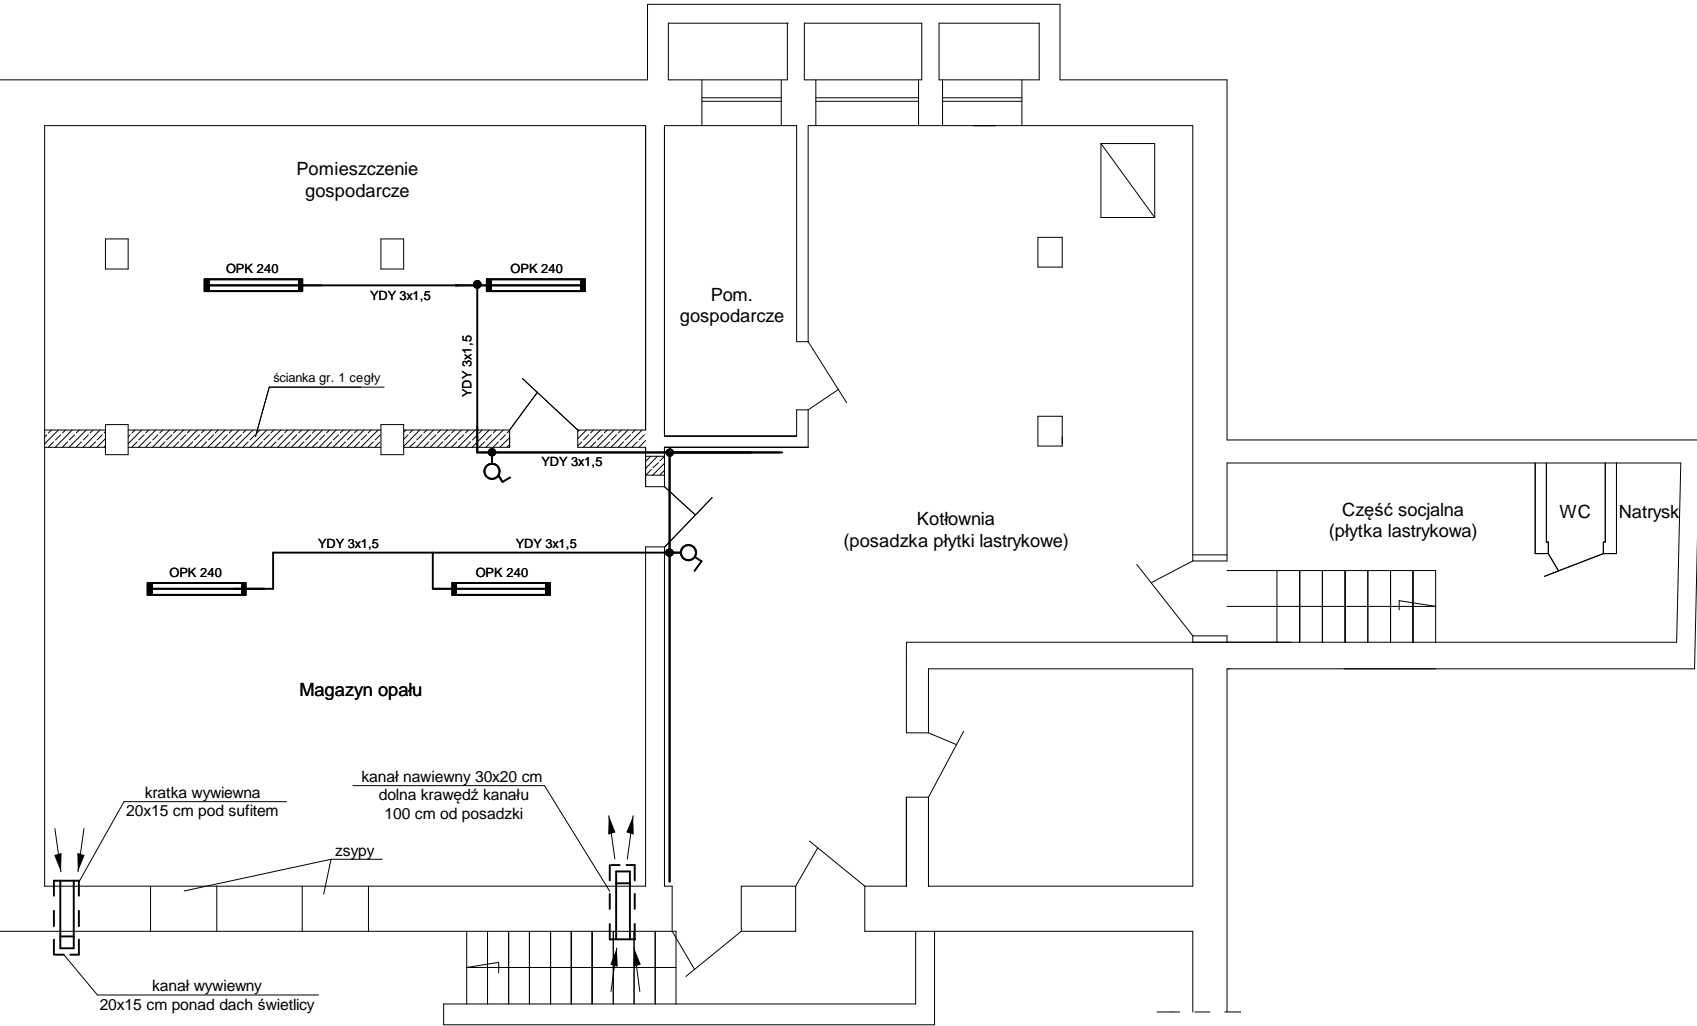 Pomieszczenie
gospodarcze
OPK 240
OPK 240
YDY 3x1,5
YDY 3x1,5
Pom.
gospodarcze
ścianka gr. 1 cegły
YDY 3x1,5
Kotłownia
(posadzka płytki lastrykowe)
Część socjalna
(płytka lastrykowa)
WC
Natrysk
YDY 3x1,5
YDY 3x1,5
OPK 240
OPK 240
Magazyn opału
kratka wywiewna
20x15 cm pod sufitem
kanał nawiewny 30x20 cm
dolna krawędź kanału
100 cm od posadzki
zsypy
kanał wywiewny
20x15 cm ponad dach świetlicy